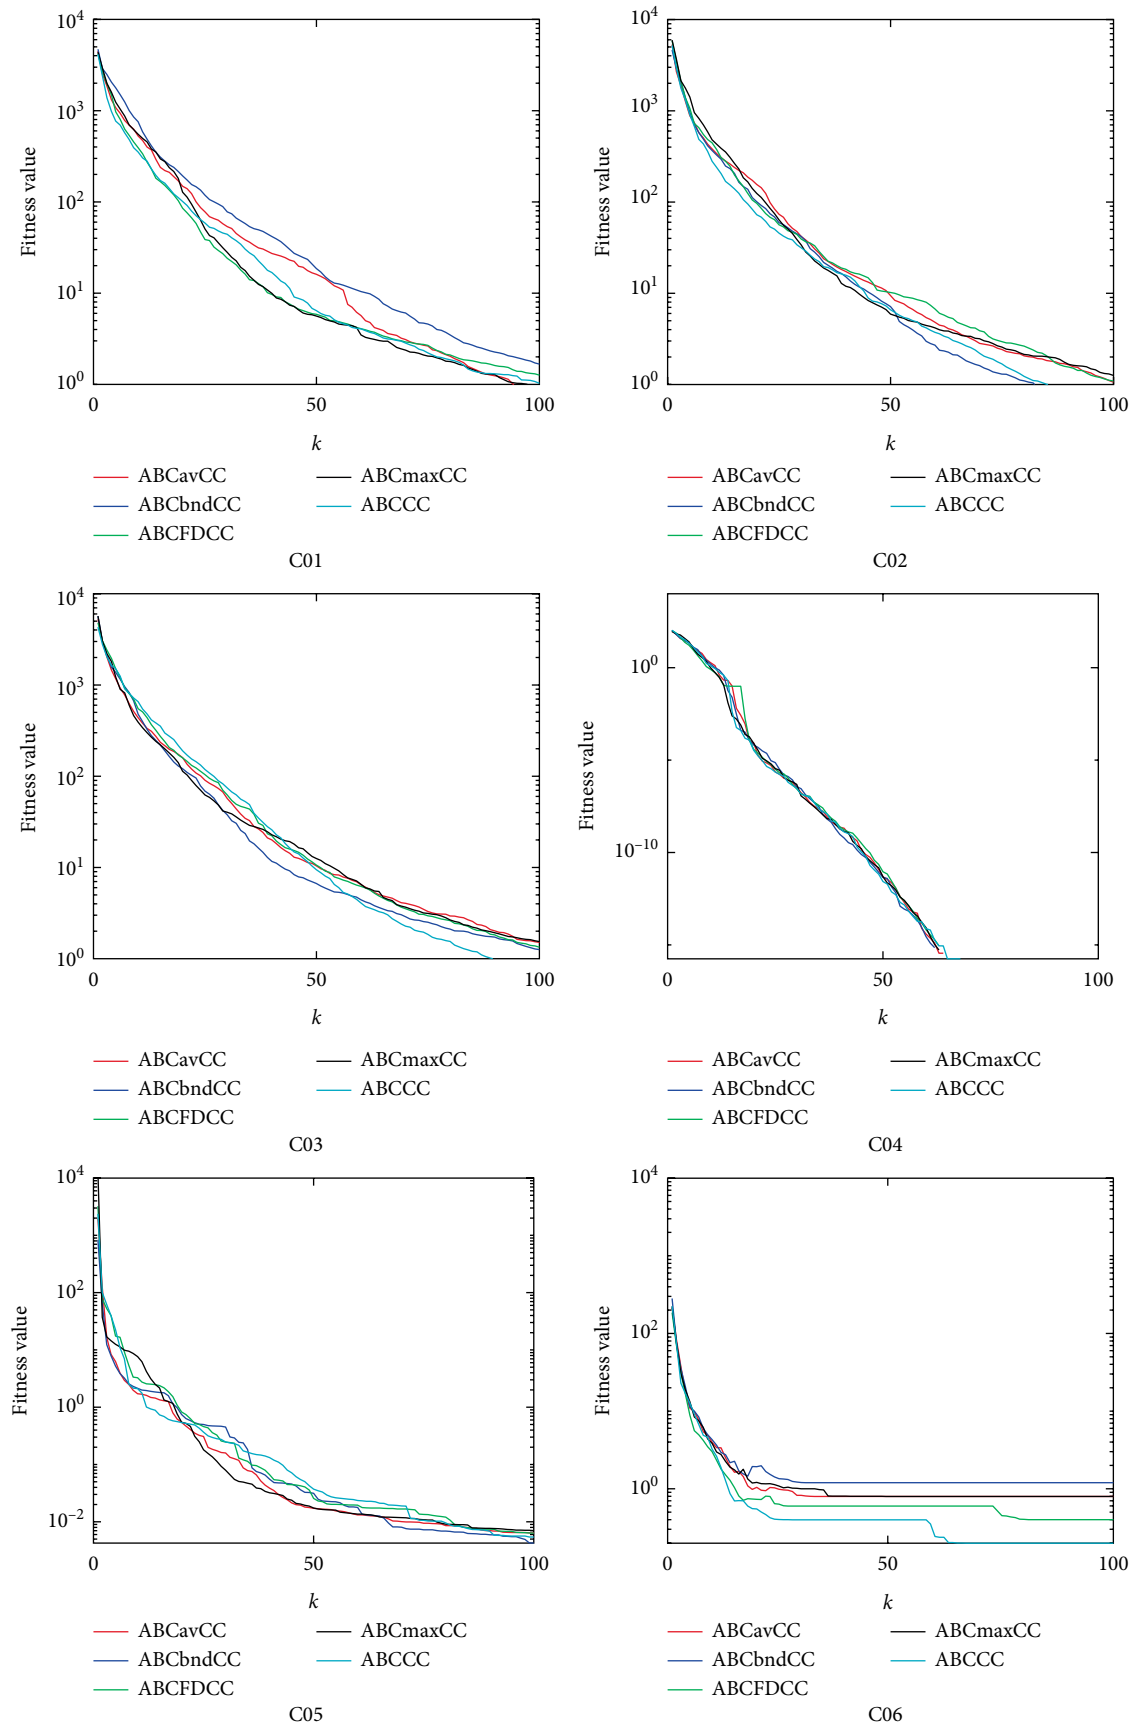 10^4
10^3
10^2
10^1
10^0
Fitness value
0
50
100
k
ABCavCC
ABCbndCC
ABCFDCC
ABCmaxCC
ABCCC
C01
10^4
10^3
10^2
10^1
10^0
Fitness value
0
50
100
k
ABCavCC
ABCbndCC
ABCFDCC
ABCmaxCC
ABCCC
C02
10^4
10^3
10^2
10^1
10^0
Fitness value
0
50
100
k
ABCavCC
ABCbndCC
ABCFDCC
ABCmaxCC
ABCCC
C03
10^0
10^−10
Fitness value
0
50
100
k
ABCavCC
ABCbndCC
ABCFDCC
ABCmaxCC
ABCCC
C04
10^4
10^2
10^0
10^−2
Fitness value
0
50
100
k
ABCavCC
ABCbndCC
ABCFDCC
ABCmaxCC
ABCCC
C05
10^4
10^2
10^0
Fitness value
0
50
100
k
ABCavCC
ABCbndCC
ABCFDCC
ABCmaxCC
ABCCC
C06